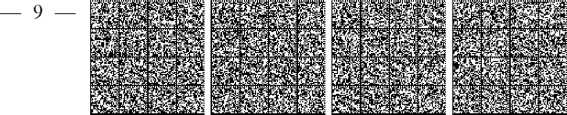 — 9 —